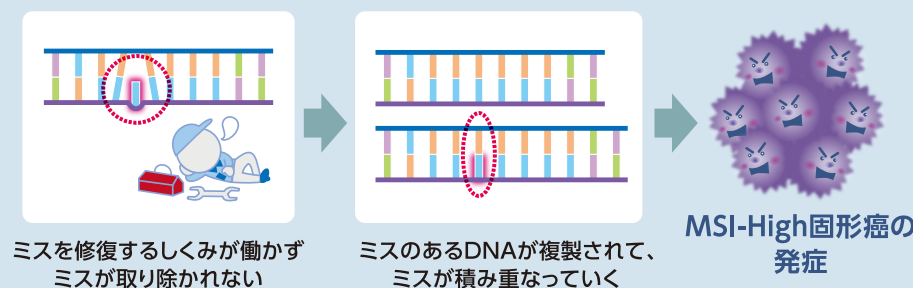 ミスを修復するしくみが働かず
ミスが取り除かれない
ミスのあるDNAが複製されて、
ミスが積み重なっていく
MSI-High固形癌の
発症